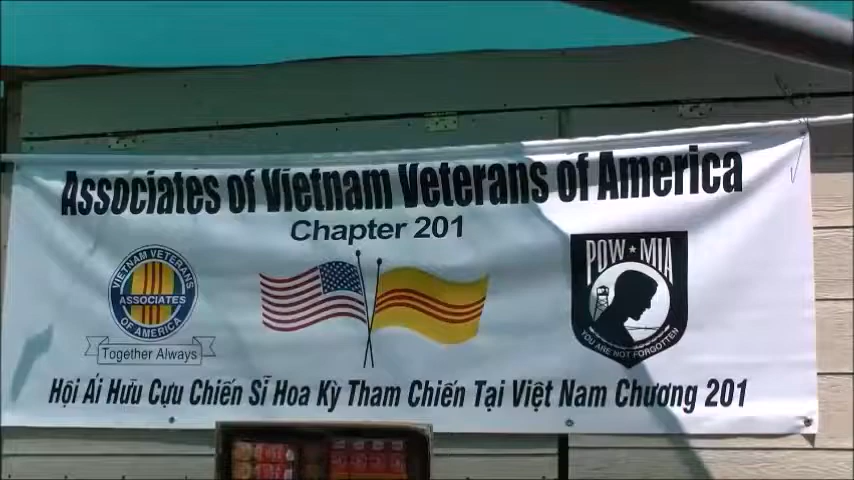 Associates of Vietnam Veterans of America
Chapter 201
VIETNAM VETERANS
ASSOCIATES
OF AMERICA
Together Always
POW ★ MIA
YOU ARE NOT FORGOTTEN
Hội Ái Hữu Cựu Chiến Sĩ Hoa Kỳ Tham Chiến Tại Việt Nam Chương 201